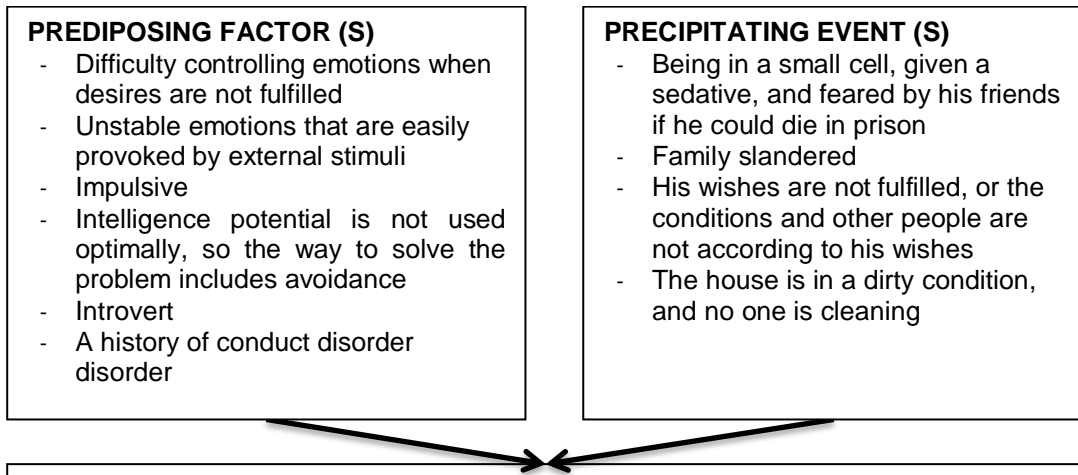 PREDIPOSING FACTOR (S)
- Difficulty controlling emotions when
desires are not fulfilled
- Unstable emotions that are easily
provoked by external stimuli
- Impulsive
- Intelligence potential is not used
optimally, so the way to solve the
problem includes avoidance
- Introvert
- A history of conduct disorder
disorder
PRECIPITATING EVENT (S)
- Being in a small cell, given a
sedative, and feared by his friends
if he could die in prison
- Family slandered
- His wishes are not fulfilled, or the
conditions and other people are
not according to his wishes
- The house is in a dirty condition,
and no one is cleaning